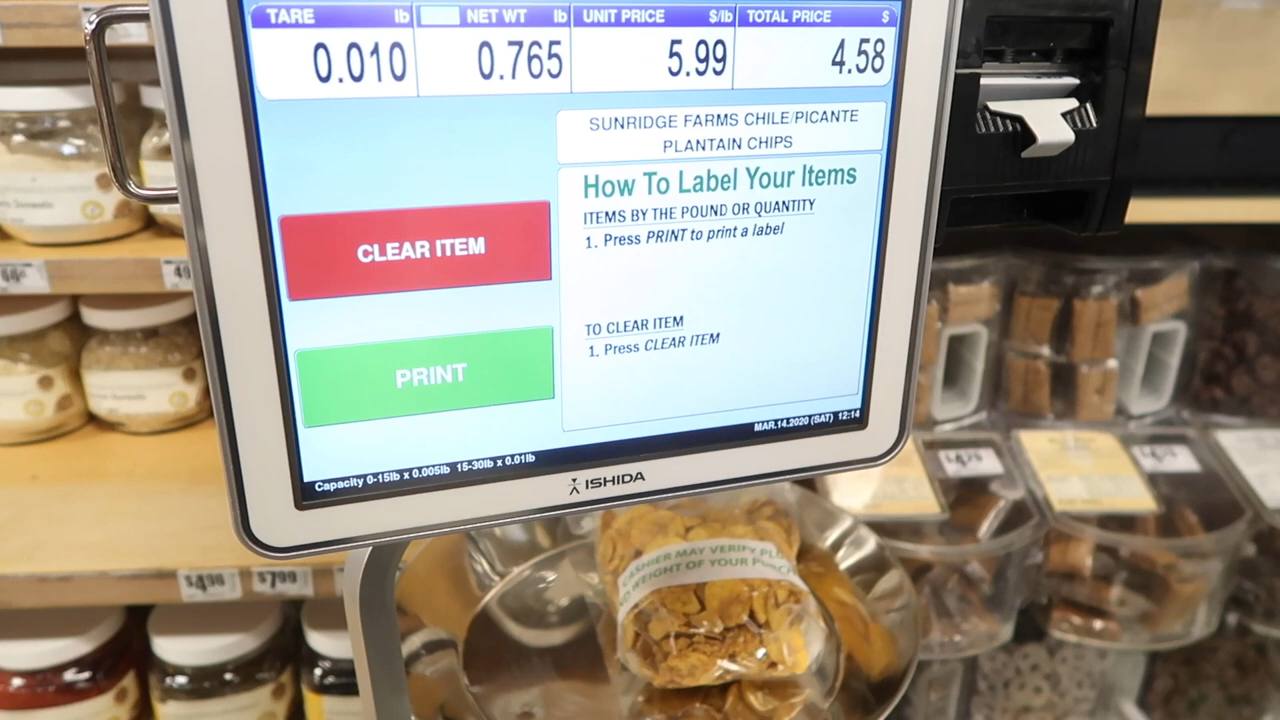 TARE lb NET WT lb UNIT PRICE $/lb TOTAL PRICE $
0.010 0.765 5.99 4.58
SUNRIDGE FARMS CHILE/PICANTE
PLANTAIN CHIPS
How To Label Your Items
ITEMS BY THE POUND OR QUANTITY
1. Press PRINT to print a label
CLEAR ITEM
TO CLEAR ITEM
1. Press CLEAR ITEM
PRINT
MAR.14.2020 (SAT) 12:14
Capacity 0-15lb x 0.005lb 15-30lb x 0.01lb
ISHIDA
CASHIER MAY VERIFY
WEIGHT OF YOUR
$4.98 $7.99